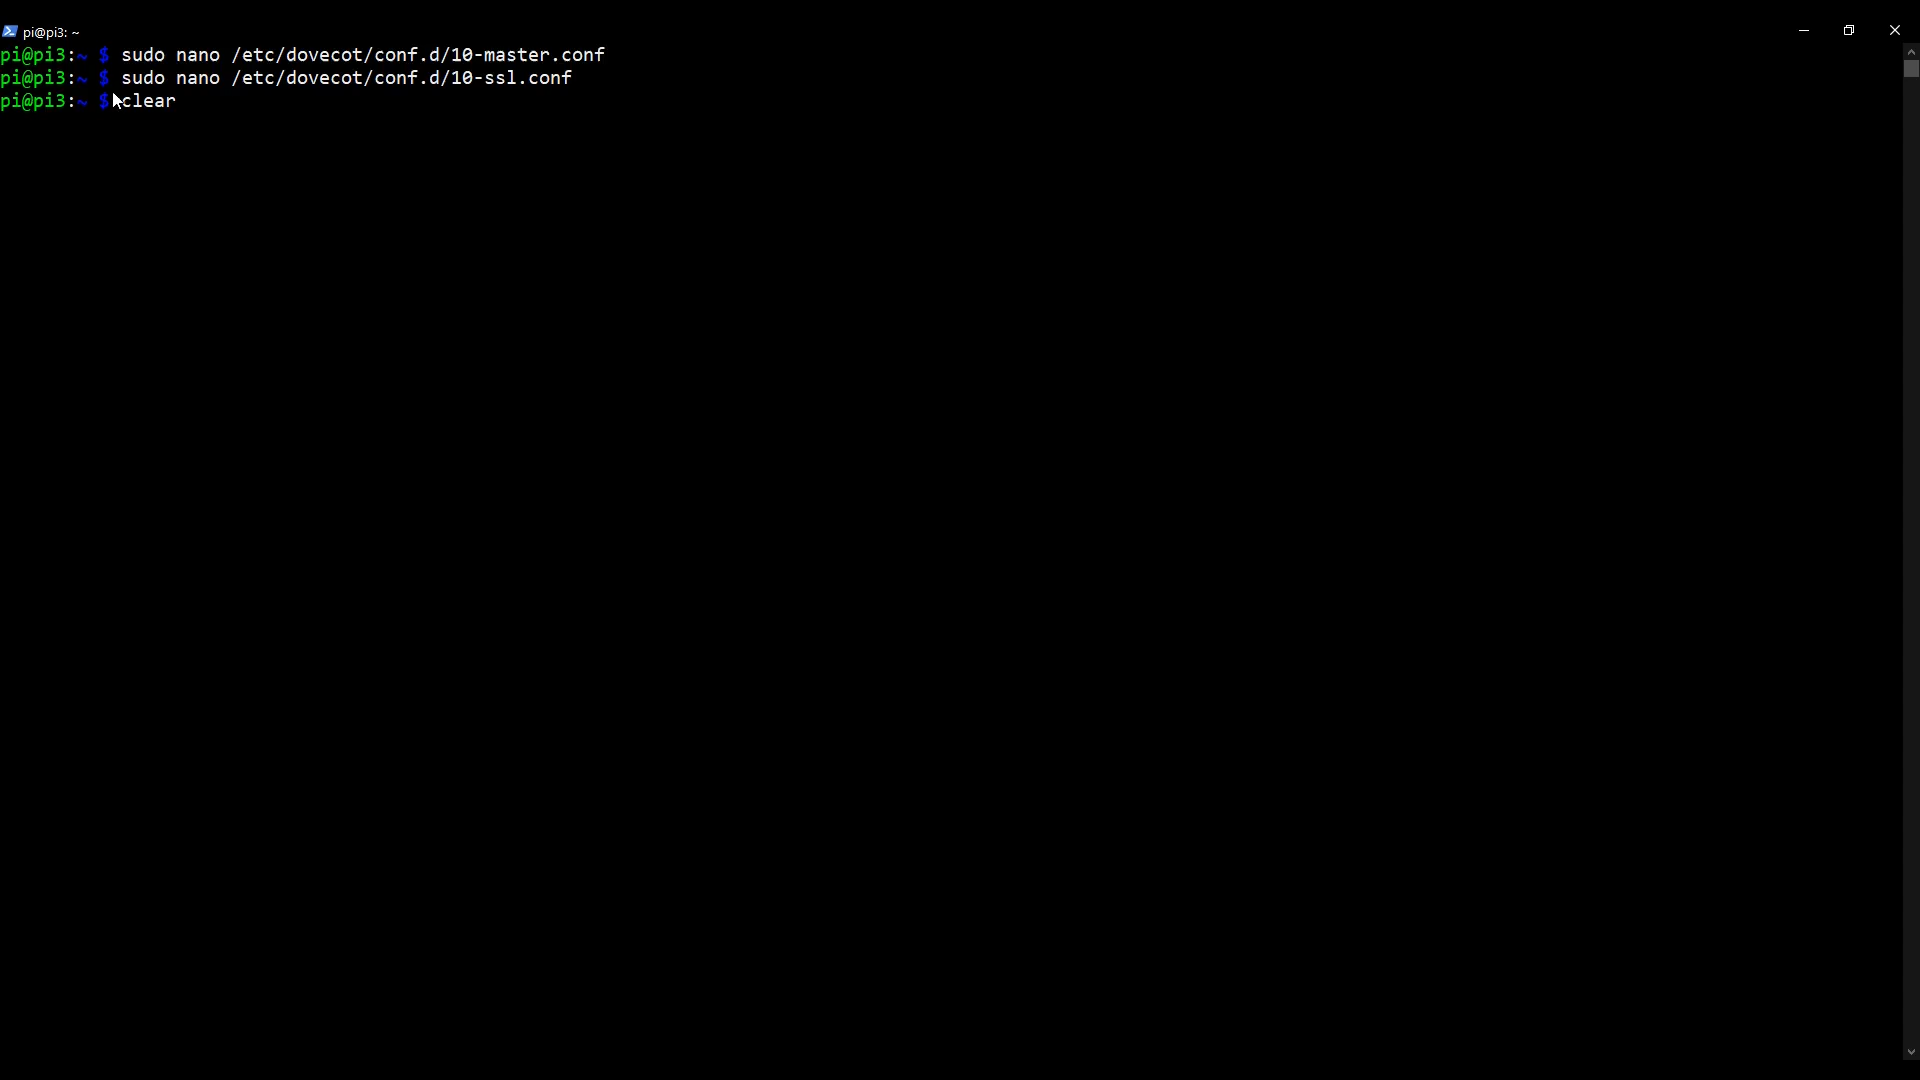 pi@pi3: ~
pi@pi3:~ $ sudo nano /etc/dovecot/conf.d/10-master.conf
pi@pi3:~ $ sudo nano /etc/dovecot/conf.d/10-ssl.conf
pi@pi3:~ $ clear